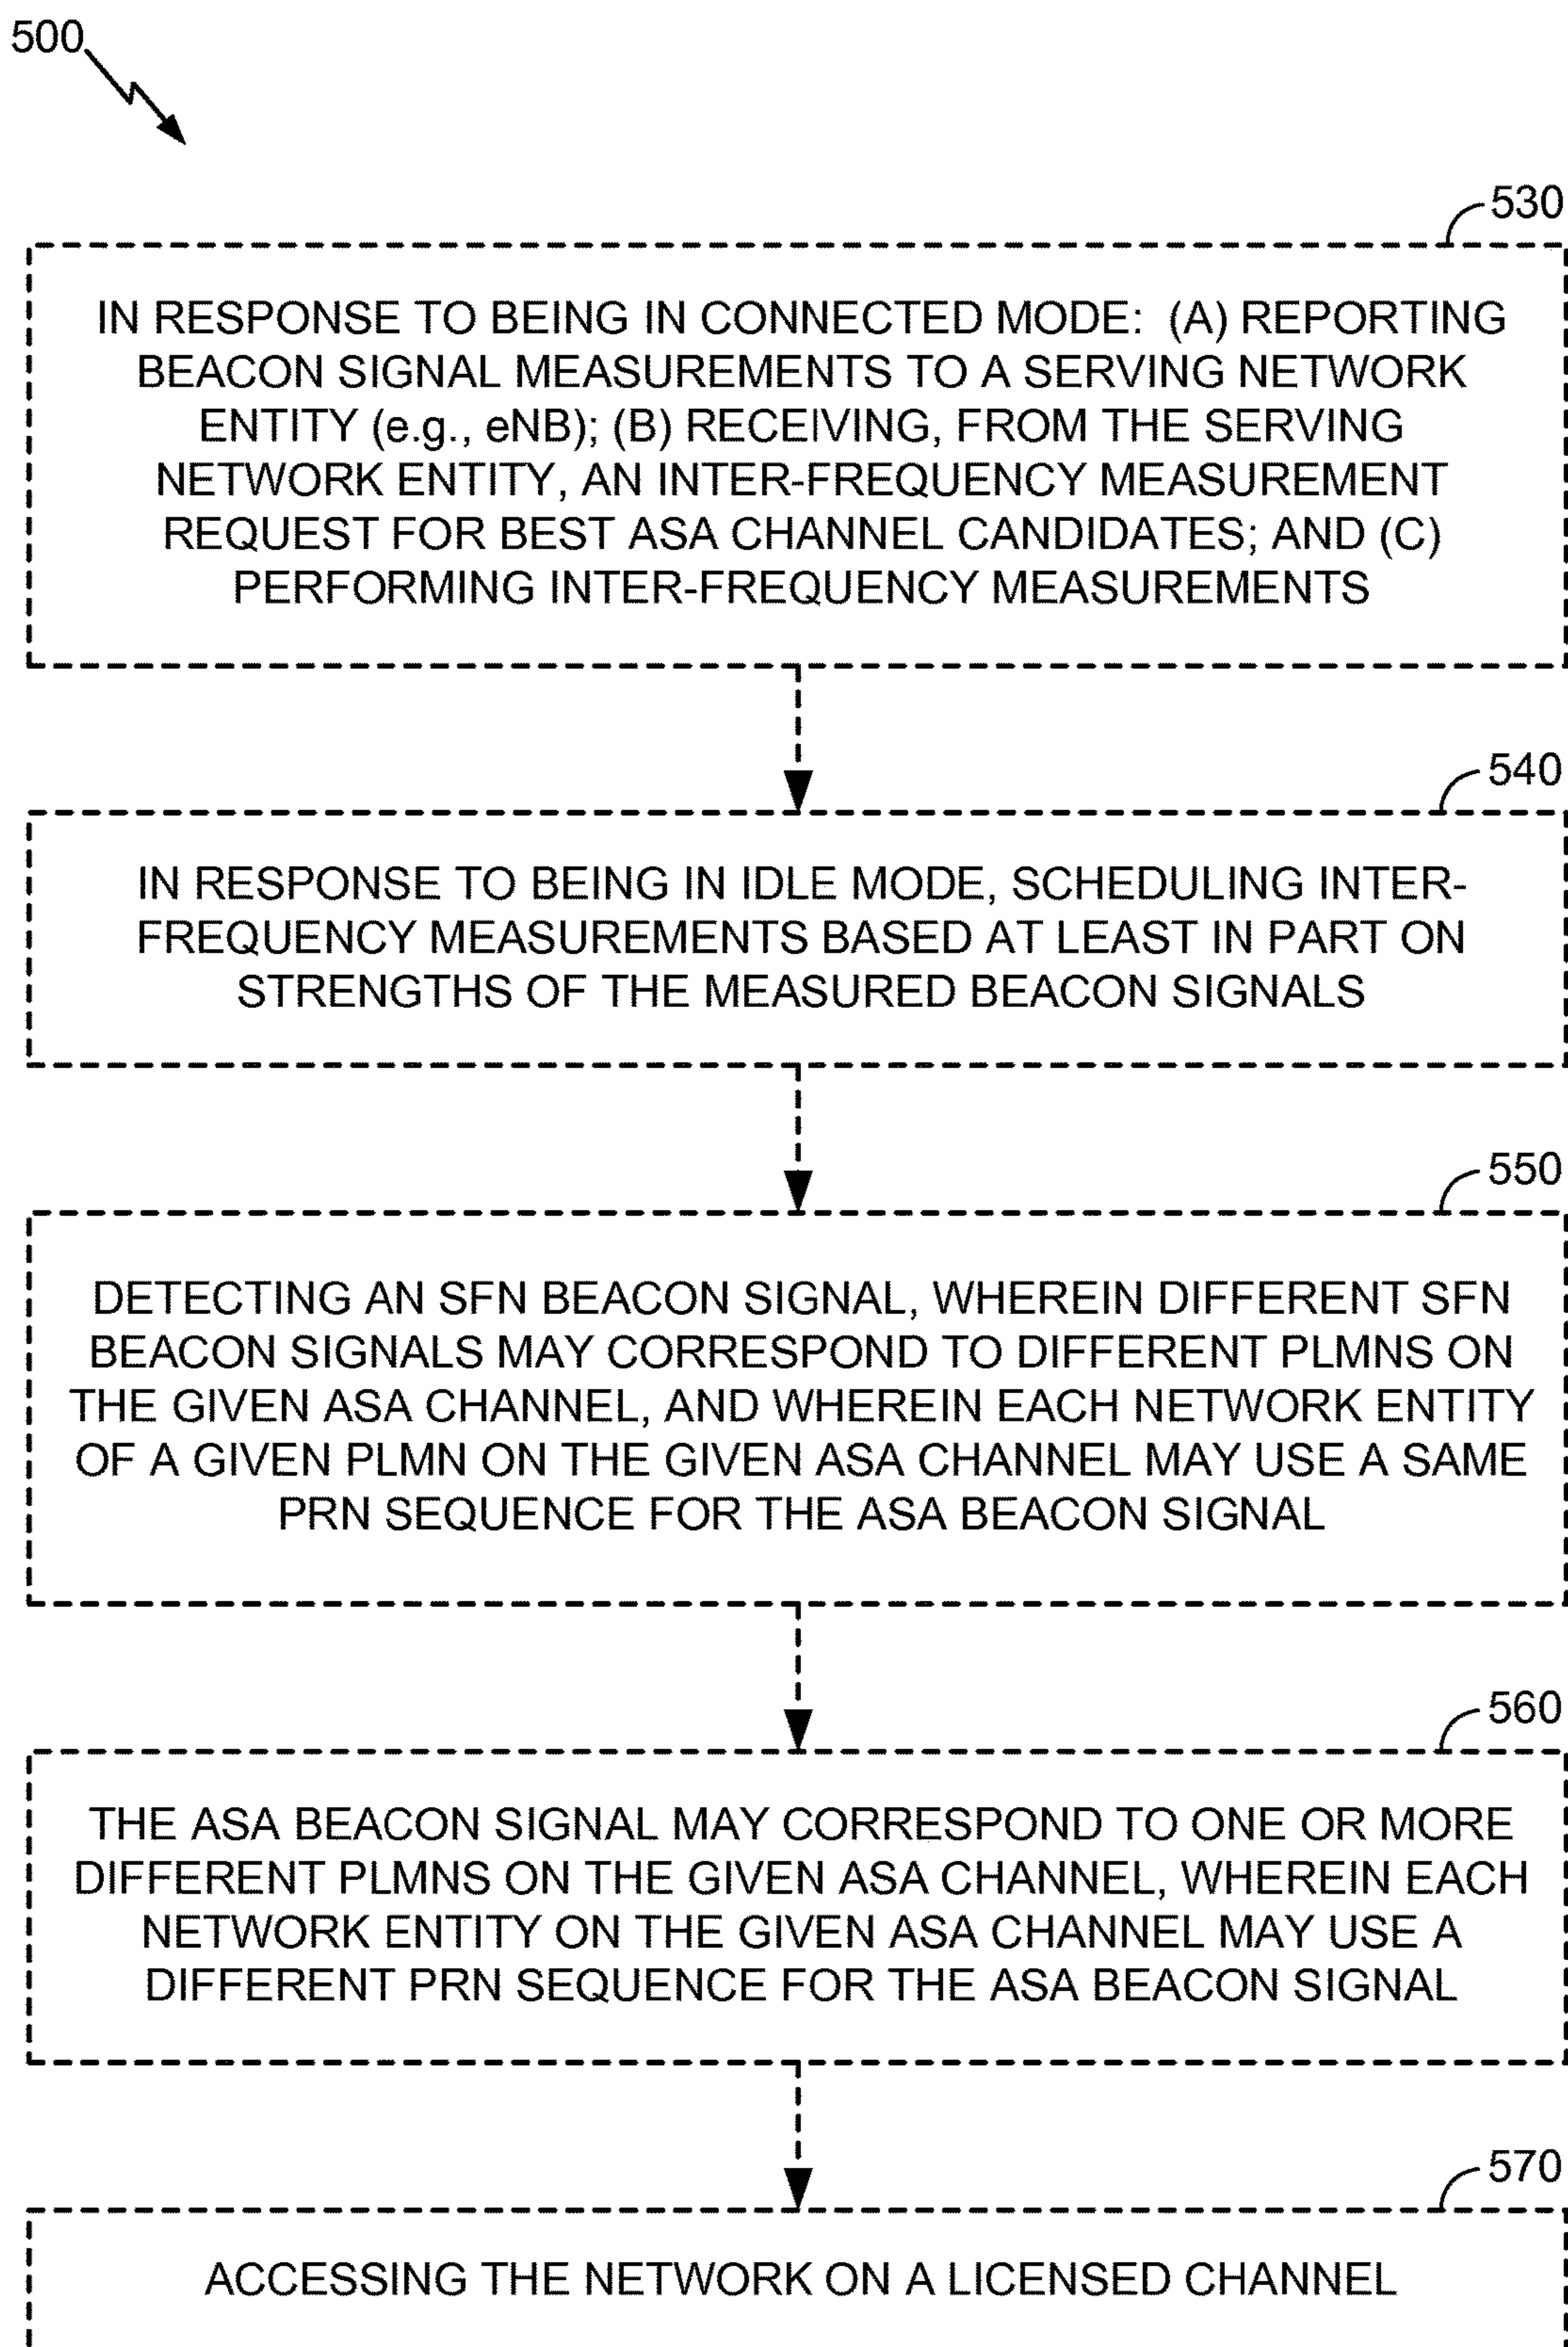 500
530
IN RESPONSE TO BEING IN CONNECTED MODE: (A) REPORTING
BEACON SIGNAL MEASUREMENTS TO A SERVING NETWORK
ENTITY (e.g., eNB); (B) RECEIVING, FROM THE SERVING
NETWORK ENTITY, AN INTER-FREQUENCY MEASUREMENT
REQUEST FOR BEST ASA CHANNEL CANDIDATES; AND (C)
PERFORMING INTER-FREQUENCY MEASUREMENTS
540
IN RESPONSE TO BEING IN IDLE MODE, SCHEDULING INTER-
FREQUENCY MEASUREMENTS BASED AT LEAST IN PART ON
STRENGTHS OF THE MEASURED BEACON SIGNALS
550
DETECTING AN SFN BEACON SIGNAL, WHEREIN DIFFERENT SFN
BEACON SIGNALS MAY CORRESPOND TO DIFFERENT PLMNS ON
THE GIVEN ASA CHANNEL, AND WHEREIN EACH NETWORK ENTITY
OF A GIVEN PLMN ON THE GIVEN ASA CHANNEL MAY USE A SAME
PRN SEQUENCE FOR THE ASA BEACON SIGNAL
560
THE ASA BEACON SIGNAL MAY CORRESPOND TO ONE OR MORE
DIFFERENT PLMNS ON THE GIVEN ASA CHANNEL, WHEREIN EACH
NETWORK ENTITY ON THE GIVEN ASA CHANNEL MAY USE A
DIFFERENT PRN SEQUENCE FOR THE ASA BEACON SIGNAL
570
ACCESSING THE NETWORK ON A LICENSED CHANNEL